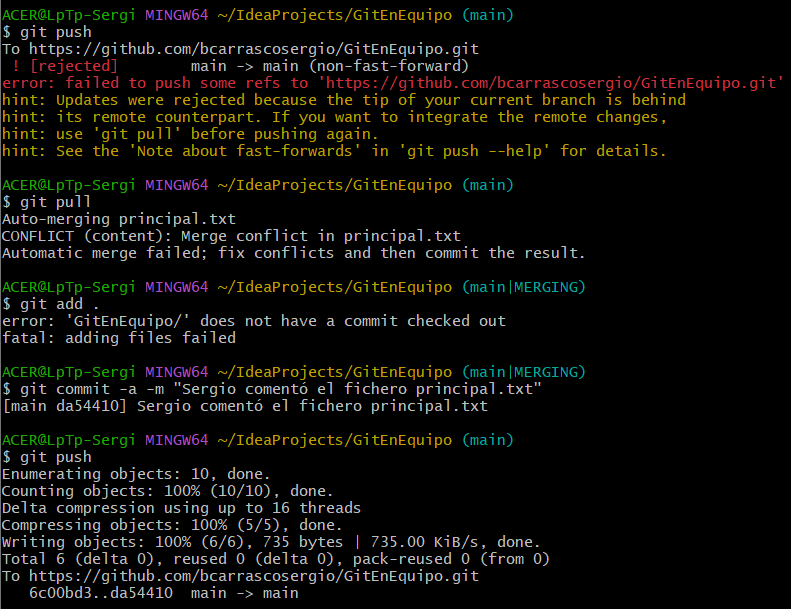 ACER@LpTp-Sergi MINGW64 ~/IdeaProjects/GitEnEquipo (main)
$ git push
To https://github.com/bcarrascosergio/GitEnEquipo.git
 ! [rejected]        main -> main (non-fast-forward)
error: failed to push some refs to 'https://github.com/bcarrascosergio/GitEnEquipo.git'
hint: Updates were rejected because the tip of your current branch is behind
hint: its remote counterpart. If you want to integrate the remote changes,
hint: use 'git pull' before pushing again.
hint: See the 'Note about fast-forwards' in 'git push --help' for details.
ACER@LpTp-Sergi MINGW64 ~/IdeaProjects/GitEnEquipo (main)
$ git pull
Auto-merging principal.txt
CONFLICT (content): Merge conflict in principal.txt
Automatic merge failed; fix conflicts and then commit the result.
ACER@LpTp-Sergi MINGW64 ~/IdeaProjects/GitEnEquipo (main|MERGING)
$ git add .
error: 'GitEnEquipo/' does not have a commit checked out
fatal: adding files failed
ACER@LpTp-Sergi MINGW64 ~/IdeaProjects/GitEnEquipo (main|MERGING)
$ git commit -a -m "Sergio comentó el fichero principal.txt"
[main da54410] Sergio comentó el fichero principal.txt
ACER@LpTp-Sergi MINGW64 ~/IdeaProjects/GitEnEquipo (main)
$ git push
Enumerating objects: 10, done.
Counting objects: 100% (10/10), done.
Delta compression using up to 16 threads
Compressing objects: 100% (5/5), done.
Writing objects: 100% (6/6), 735 bytes | 735.00 KiB/s, done.
Total 6 (delta 0), reused 0 (delta 0), pack-reused 0 (from 0)
To https://github.com/bcarrascosergio/GitEnEquipo.git
   6c00bd3..da54410  main -> main